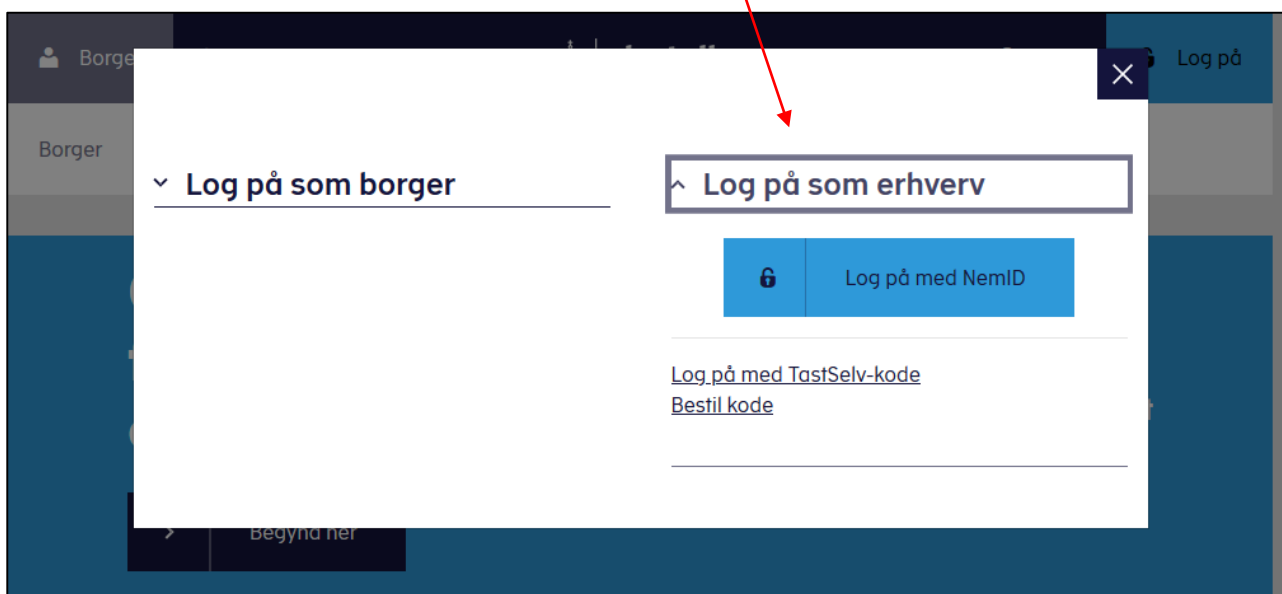 Borge
Log på
Borger
Log på som borger
Log på som erhverv
Log på med NemID
Log på med TastSelv-kode
Bestil kode
Begynd her